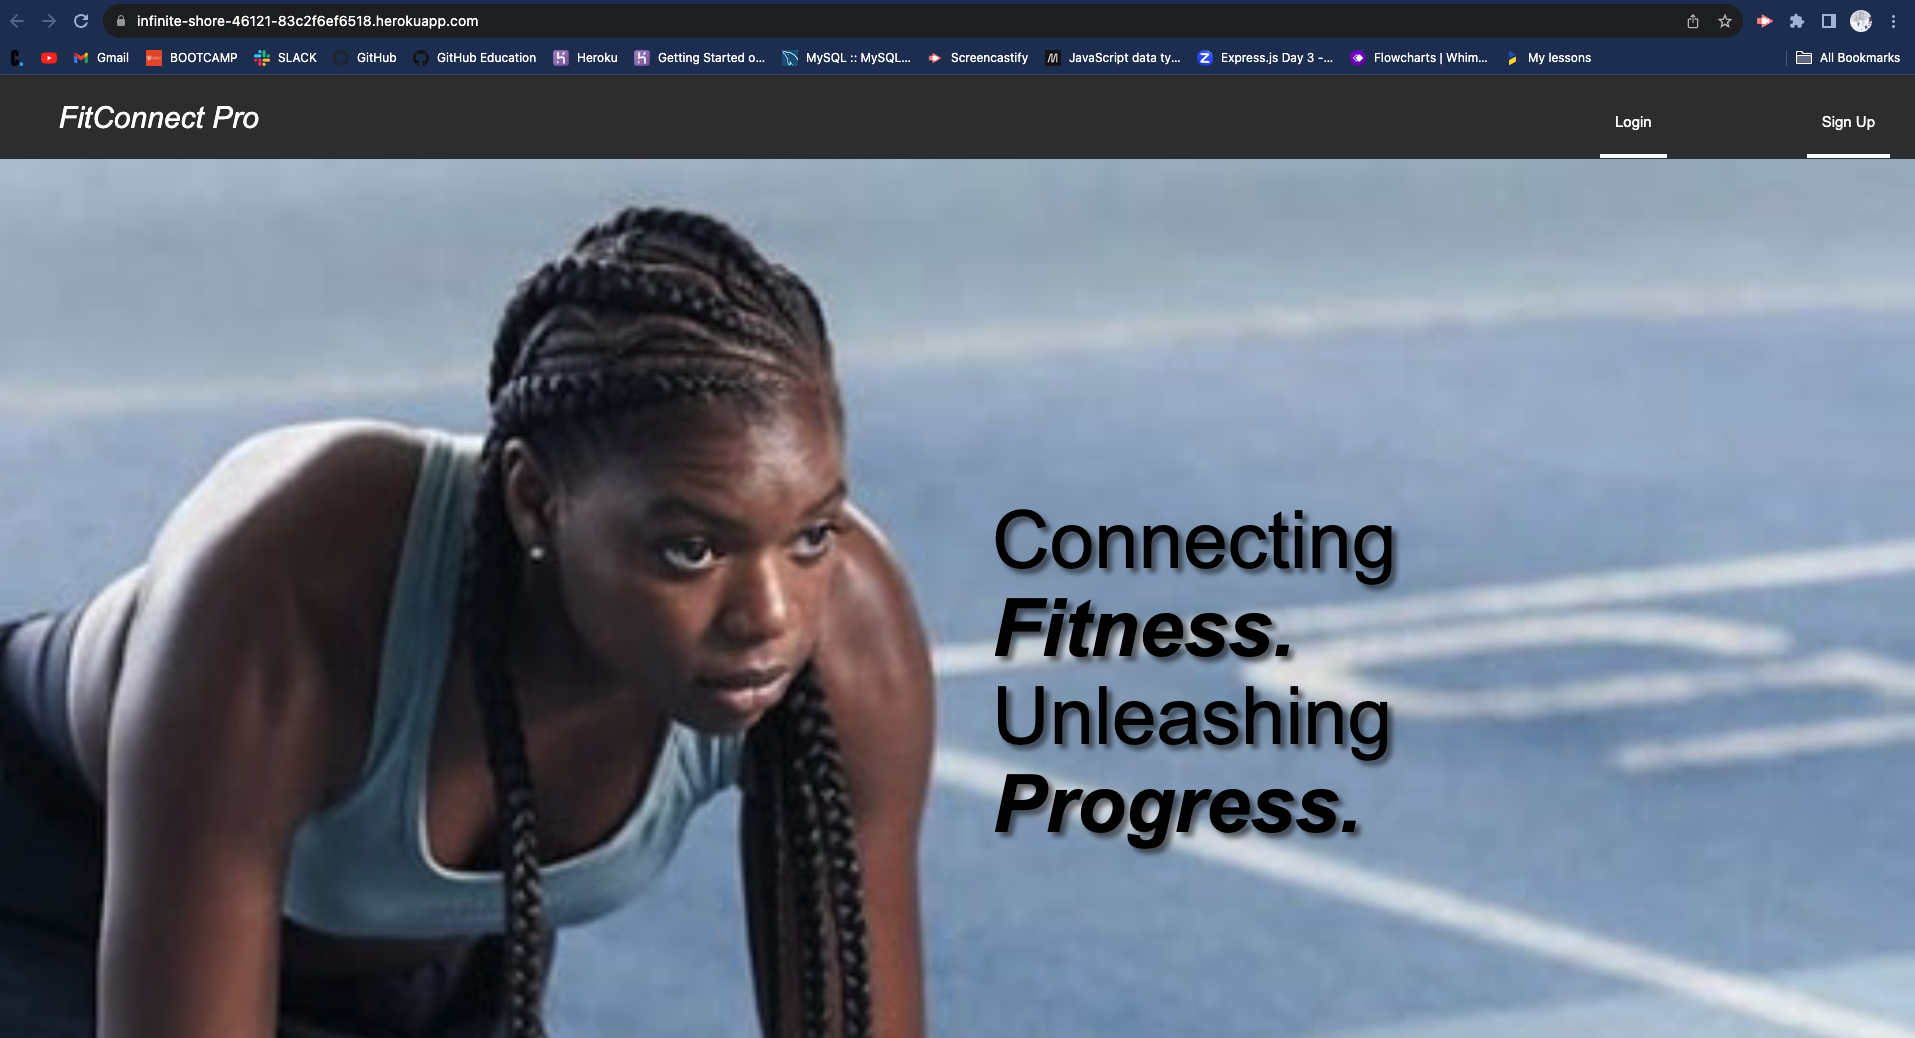 infinite-shore-46121-83c2f6ef6518.herokuapp.com
Gmail BOOTCAMP SLACK GitHub GitHub Education Heroku Getting Started o... MySQL :: MySQL... Screencastify JavaScript data ty... Express.js Day 3 -... Flowcharts | Whim... My lessons All Bookmarks
FitConnect Pro Login Sign Up
Connecting
Fitness.
Unleashing
Progress.